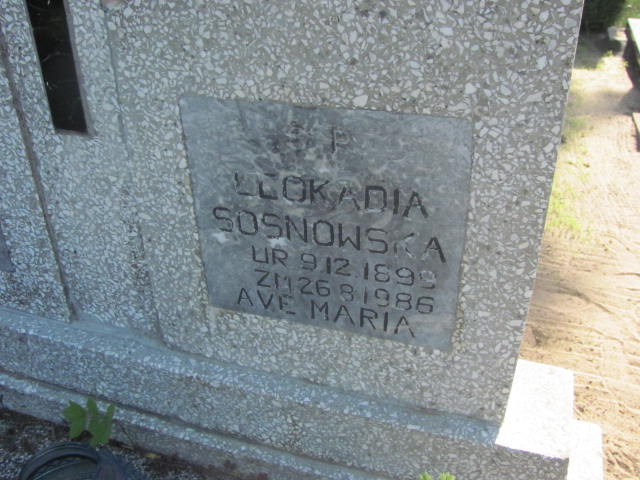 Ś P
LEOKADIA
SOSNOWSKA
UR 9.12.1899
ZM 26 8 1986
AVE MARIA